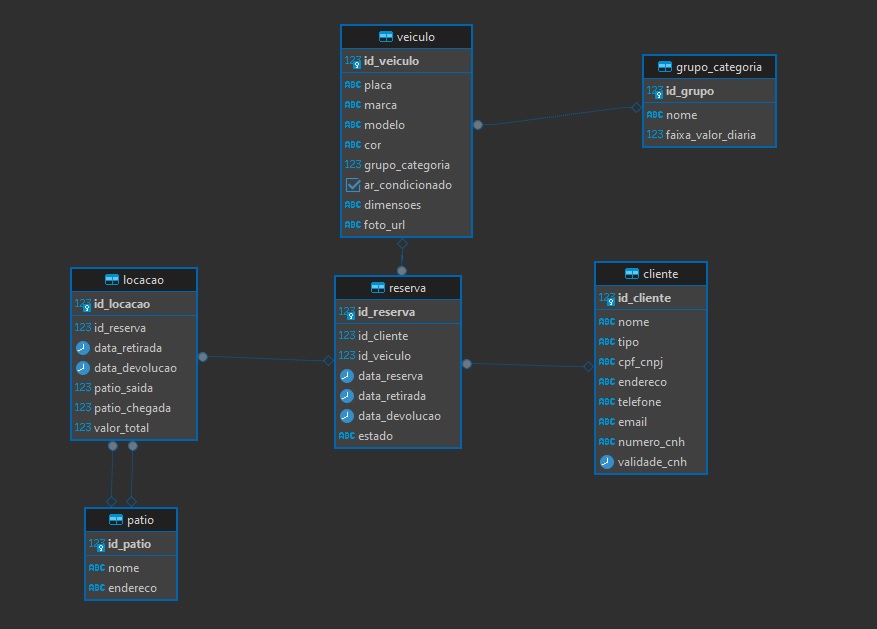 veiculo
123 id_veiculo
ABC placa
ABC marca
ABC modelo
ABC cor
123 grupo_categoria
ar_condicionado
ABC dimensoes
ABC foto_url
grupo_categoria
123 id_grupo
ABC nome
123 faixa_valor_diaria
locacao
123 id_locacao
123 id_reserva
data_retirada
data_devolucao
123 patio_saida
123 patio_chegada
123 valor_total
reserva
123 id_reserva
123 id_cliente
123 id_veiculo
data_reserva
data_retirada
data_devolucao
ABC estado
cliente
123 id_cliente
ABC nome
ABC tipo
ABC cpf_cnpj
ABC endereco
ABC telefone
ABC email
ABC numero_cnh
validade_cnh
patio
123 id_patio
ABC nome
ABC endereco